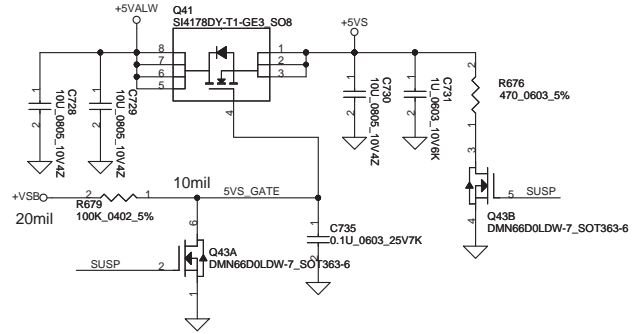 Q41
SI4178DY-T1-GE3_SO8
+5VALW
+5VS
8
7
6
5
1
2
3
4
1
2
C728
10U_0805_10V4Z
1
2
C729
10U_0805_10V4Z
1
2
C730
10U_0805_10V4Z
1
2
C731
1U_0603_10V6K
2
R676
470_0603_5%
1
3
5
SUSP
4
Q43B
DMN66D0LDW-7_SOT363-6
+VSB
20mil
2
1
R679
100K_0402_5%
10mil
5VS_GATE
6
SUSP
2
1
Q43A
DMN66D0LDW-7_SOT363-6
1
2
C735
0.1U_0603_25V7K